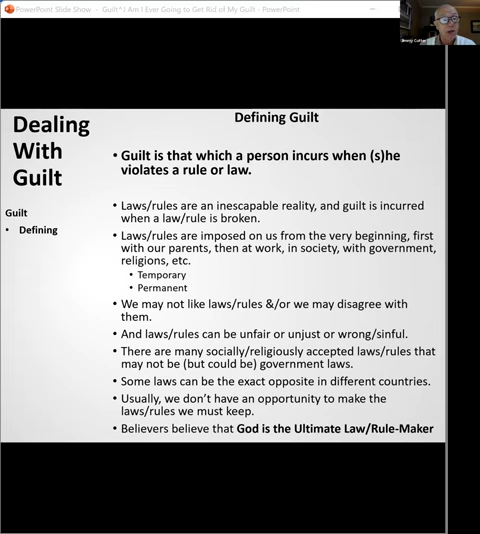 PowerPoint Slide Show - Guilt^J Am I Ever Going to Get Rid of My Guilt - PowerPoint
Dealing
With
Guilt
Guilt
• Defining
Defining Guilt
• Guilt is that which a person incurs when (s)he
violates a rule or law.
• Laws/rules are an inescapable reality, and guilt is incurred
when a law/rule is broken.
• Laws/rules are imposed on us from the very beginning, first
with our parents, then at work, in society, with government,
religions, etc.
• Temporary
• Permanent
• We may not like laws/rules &/or we may disagree with
them.
• And laws/rules can be unfair or unjust or wrong/sinful.
• There are many socially/religiously accepted laws/rules that
may not be (but could be) government laws.
• Some laws can be the exact opposite in different countries.
• Usually, we don't have an opportunity to make the
laws/rules we must keep.
• Believers believe that God is the Ultimate Law/Rule-Maker